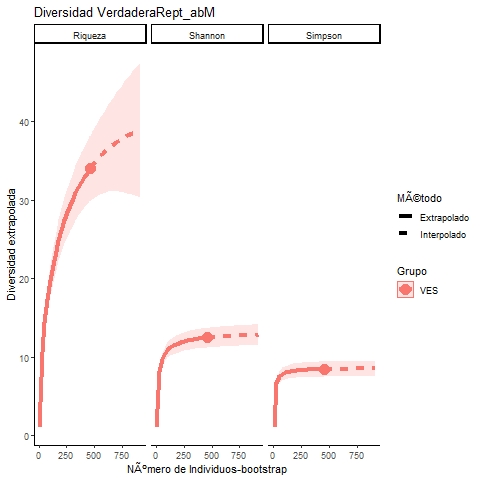 Diversidad VerdaderaRept_abM
Riqueza
Shannon
Simpson
40
30
20
10
0
Diversidad extrapolada
0 250 500 750
0 250 500 750
0 250 500 750
NÃºmero de Individuos-bootstrap
MÃ©todo
Extrapolado
Interpolado
Grupo
VES